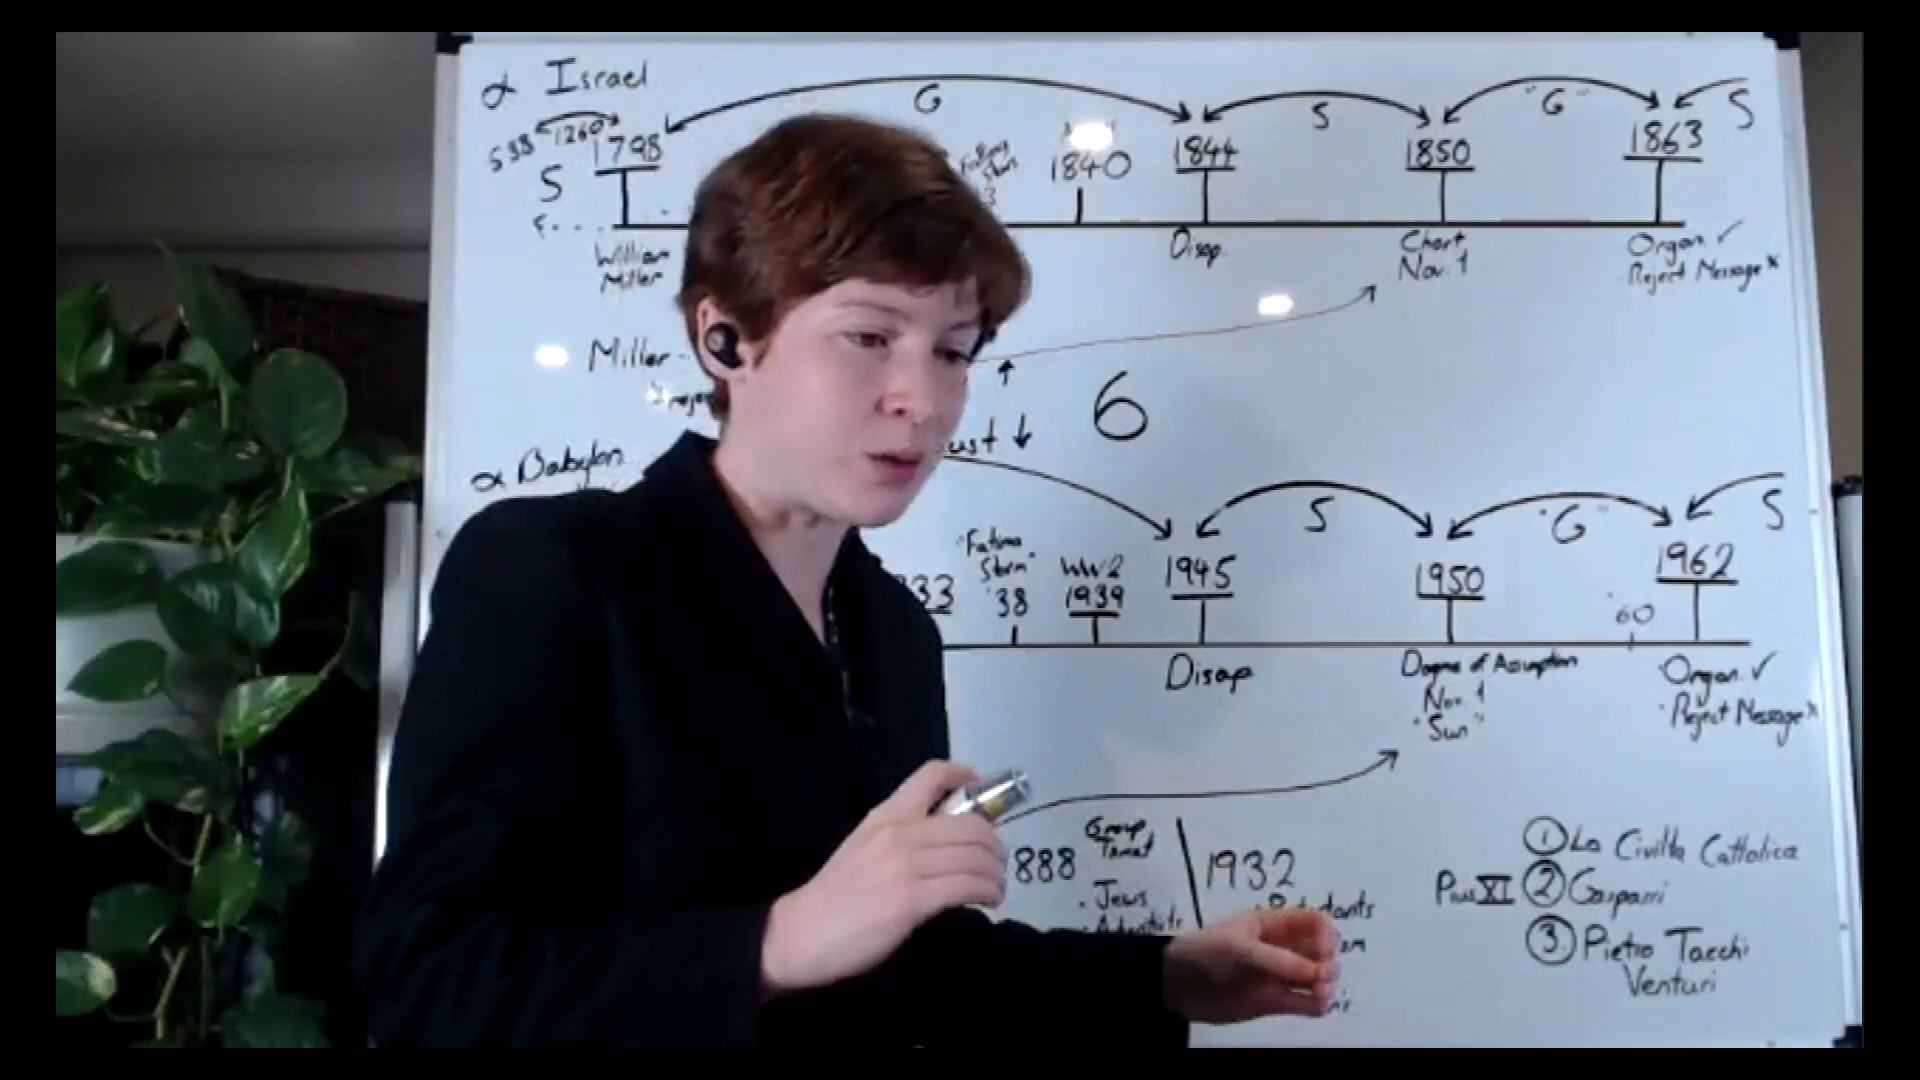 α Israel
G
S
"G"
S
538
1260
1798
1840
1844
1850
1863
S
William
Miller
Disap.
Chart
Nov. 1
Organ. ✓
Reject Message x
Miller
6
ust ↓
α Babylon
S
"G"
S
33
"Fatima
Storm"
'38
WW2
1939
1945
1950
'60
1962
Disap
Dogma of Assumption
Nov. 1
"Sun"
Organ. ✓
Reject Message x
888
Group
• Jews
1932
Pius XI
① La Civilta Cattolica
② Gasparri
③ Pietro Tacchi
Venturi